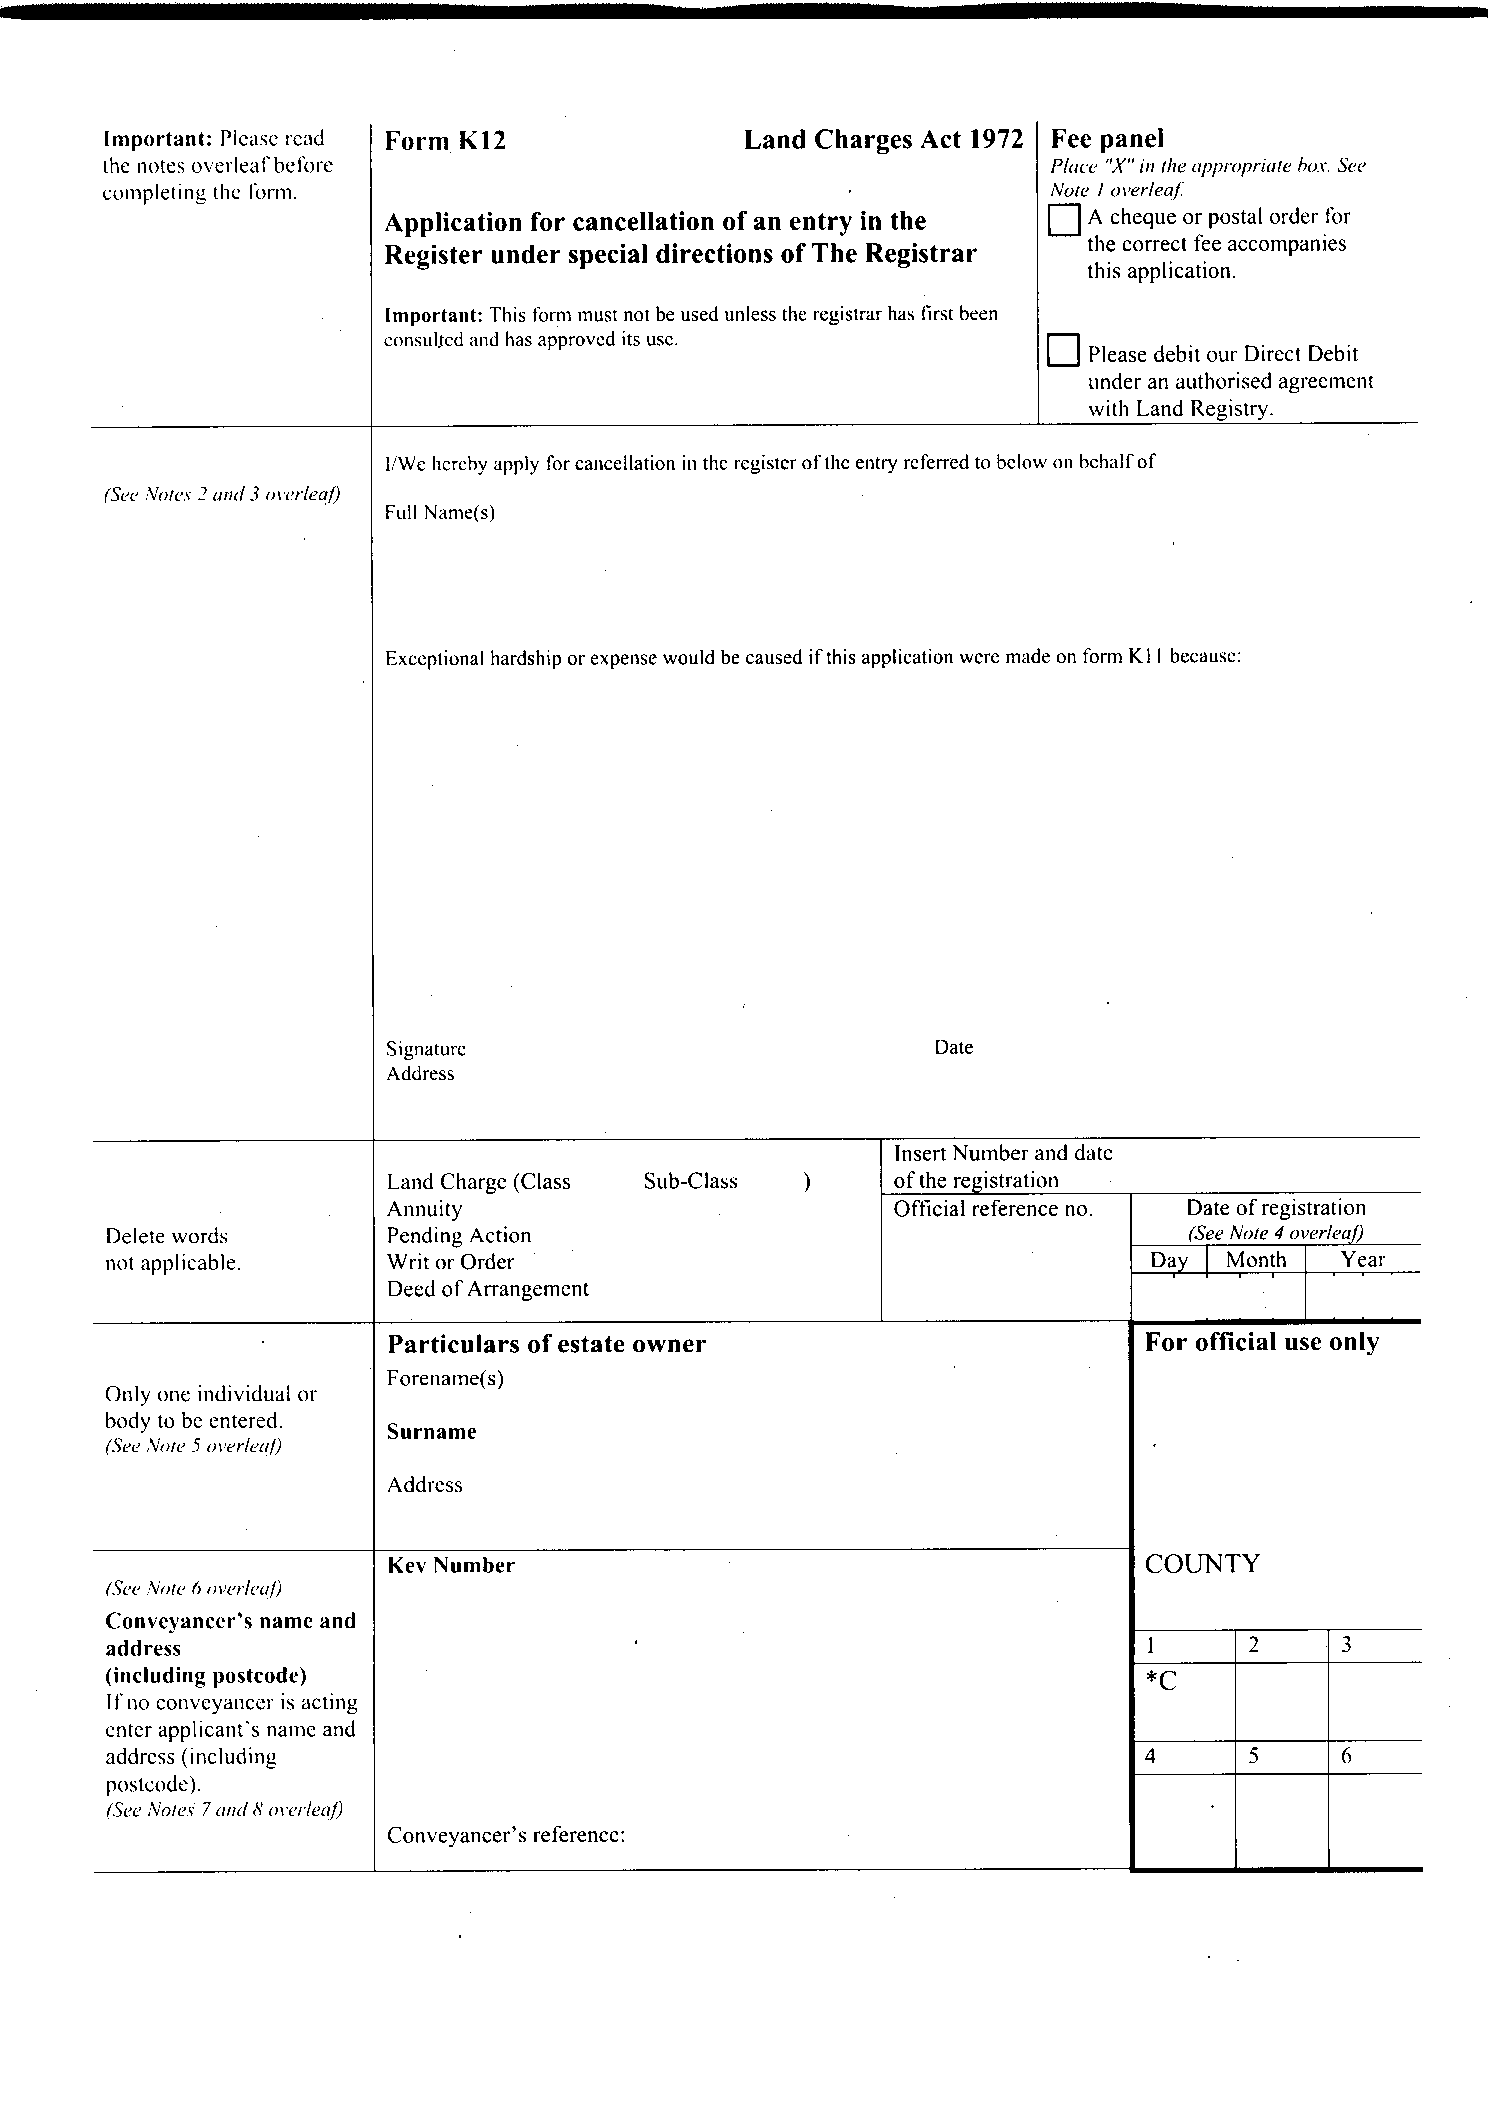 Important: Please read
the notes overleaf before
completing the form.
Form K12 Land Charges Act 1972
Application for cancellation of an entry in the
Register under special directions of The Registrar
Important: This form must not be used unless the registrar has first been
consulted and has approved its use.
Fee panel
Place "X" in the appropriate box. See
Note 1 overleaf.
A cheque or postal order for
the correct fee accompanies
this application.
Please debit our Direct Debit
under an authorised agreement
with Land Registry.
(See Notes 2 and 3 overleaf)
I/We hereby apply for cancellation in the register of the entry referred to below on behalf of
Full Name(s)
Exceptional hardship or expense would be caused if this application were made on form K11 because:
Signature Date
Address
Delete words
not applicable.
Land Charge (Class Sub-Class )
Annuity
Pending Action
Writ or Order
Deed of Arrangement
Insert Number and date
of the registration
Official reference no.
Date of registration
(See Note 4 overleaf)
Day Month Year
Only one individual or
body to be entered.
(See Note 5 overleaf)
Particulars of estate owner
Forename(s)
Surname
Address
For official use only
(See Note 6 overleaf)
Conveyancer's name and
address
(including postcode)
If no conveyancer is acting
enter applicant's name and
address (including
postcode).
(See Notes 7 and 8 overleaf)
Kev Number
Conveyancer's reference:
COUNTY
1 2 3
*C
4 5 6